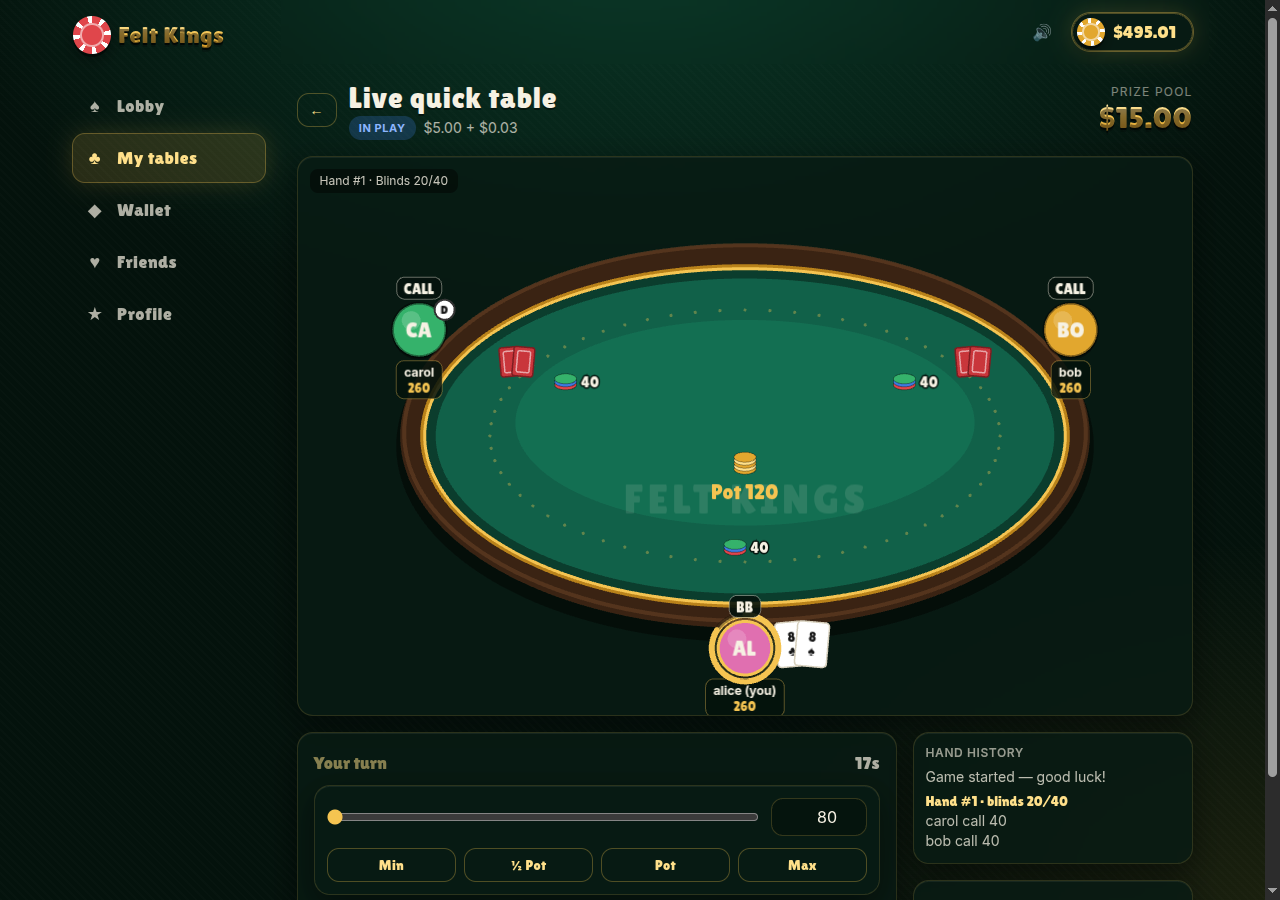 Felt Kings
$495.01
♠ Lobby
♣ My tables
◆ Wallet
♥ Friends
★ Profile
←
Live quick table
IN PLAY $5.00 + $0.03
PRIZE POOL
$15.00
Hand #1 · Blinds 20/40
CALL
CA
D
carol
260
CALL
BO
bob
260
40
40
Pot 120
FELT KINGS
40
BB
AL
8
♣
8
♠
alice (you)
260
Your turn
17s
80
Min
½ Pot
Pot
Max
HAND HISTORY
Game started — good luck!
Hand #1 · blinds 20/40
carol call 40
bob call 40